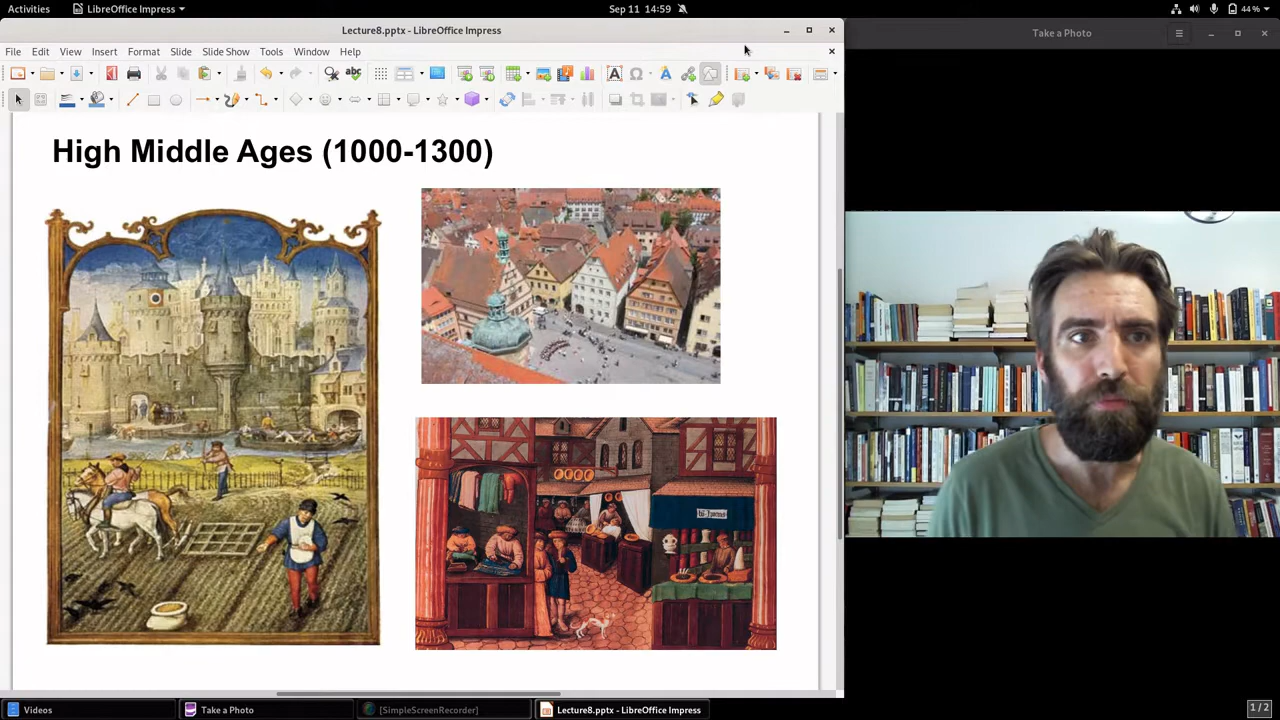 Activities
LibreOffice Impress
Sep 11 14:59
44 %
Lecture8.pptx - LibreOffice Impress
Take a Photo
File Edit View Insert Format Slide Slide Show Tools Window Help
High Middle Ages (1000-1300)
Videos
Take a Photo
[SimpleScreenRecorder]
Lecture8.pptx - LibreOffice Impress
1 / 2